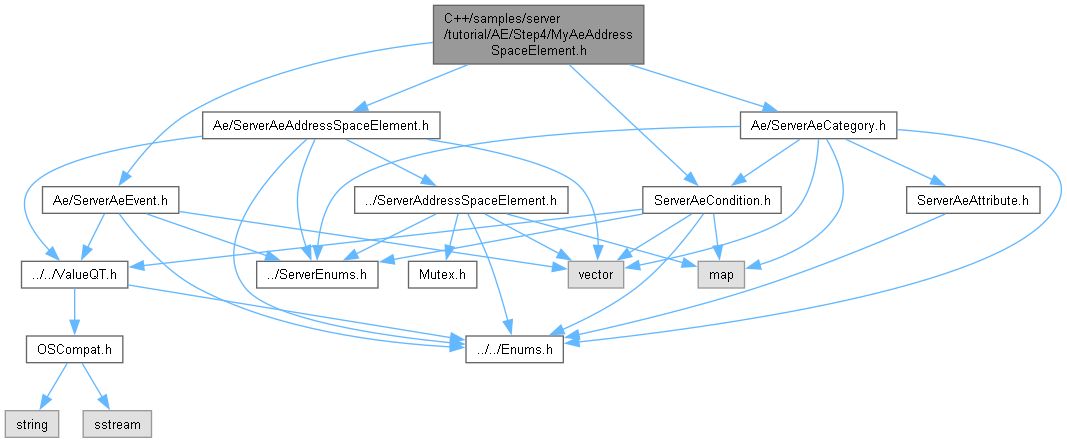 C++/samples/server
/tutorial/AE/Step4/MyAeAddress
SpaceElement.h
Ae/ServerAeAddressSpaceElement.h
Ae/ServerAeCategory.h
Ae/ServerAeEvent.h
../ServerAddressSpaceElement.h
ServerAeCondition.h
ServerAeAttribute.h
../../ValueQT.h
../ServerEnums.h
Mutex.h
vector
map
OSCompat.h
../../Enums.h
string
sstream